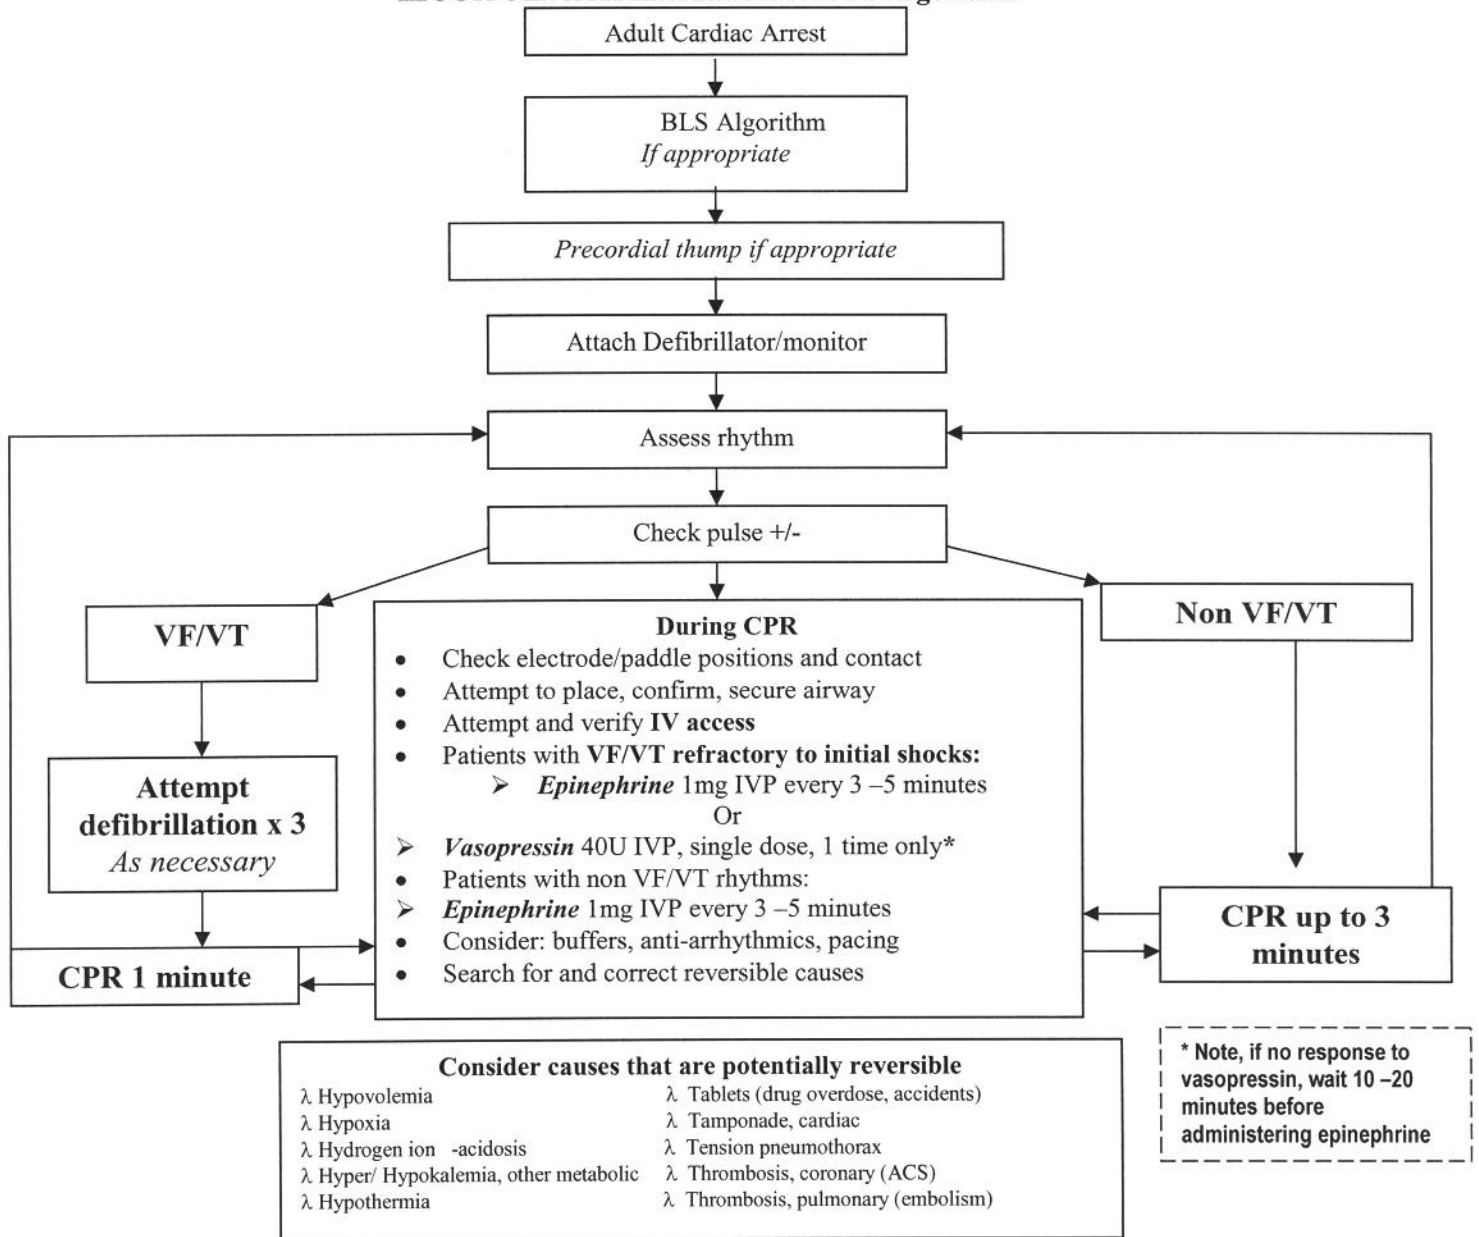 Adult Cardiac Arrest
BLS Algorithm
If appropriate
Precordial thump if appropriate
Attach Defibrillator/monitor
Assess rhythm
Check pulse +/-
VF/VT
Non VF/VT
Attempt
defibrillation x 3
As necessary
CPR 1 minute
During CPR
• Check electrode/paddle positions and contact
• Attempt to place, confirm, secure airway
• Attempt and verify IV access
• Patients with VF/VT refractory to initial shocks:
➢ Epinephrine 1mg IVP every 3 –5 minutes
Or
➢ Vasopressin 40U IVP, single dose, 1 time only*
• Patients with non VF/VT rhythms:
➢ Epinephrine 1mg IVP every 3 –5 minutes
• Consider: buffers, anti-arrhythmics, pacing
• Search for and correct reversible causes
CPR up to 3
minutes
Consider causes that are potentially reversible
λ Hypovolemia
λ Hypoxia
λ Hydrogen ion -acidosis
λ Hyper/ Hypokalemia, other metabolic
λ Hypothermia
λ Tablets (drug overdose, accidents)
λ Tamponade, cardiac
λ Tension pneumothorax
λ Thrombosis, coronary (ACS)
λ Thrombosis, pulmonary (embolism)
* Note, if no response to
vasopressin, wait 10 –20
minutes before
administering epinephrine